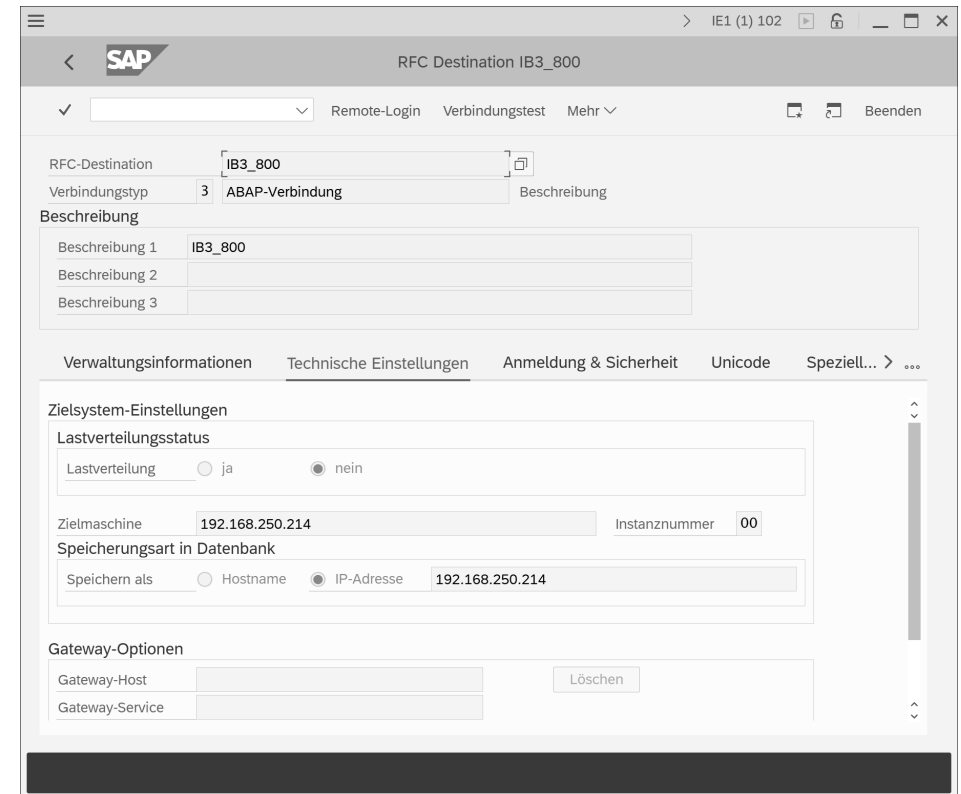 IE1 (1) 102
SAP RFC Destination IB3_800
Remote-Login Verbindungstest Mehr Beenden
RFC-Destination IB3_800
Verbindungstyp 3 ABAP-Verbindung Beschreibung
Beschreibung
Beschreibung 1 IB3_800
Beschreibung 2
Beschreibung 3
Verwaltungsinformationen Technische Einstellungen Anmeldung & Sicherheit Unicode Speziell...
Zielsystem-Einstellungen
Lastverteilungsstatus
Lastverteilung ja nein
Zielmaschine 192.168.250.214 Instanznummer 00
Speicherungsart in Datenbank
Speichern als Hostname IP-Adresse 192.168.250.214
Gateway-Optionen
Gateway-Host Löschen
Gateway-Service